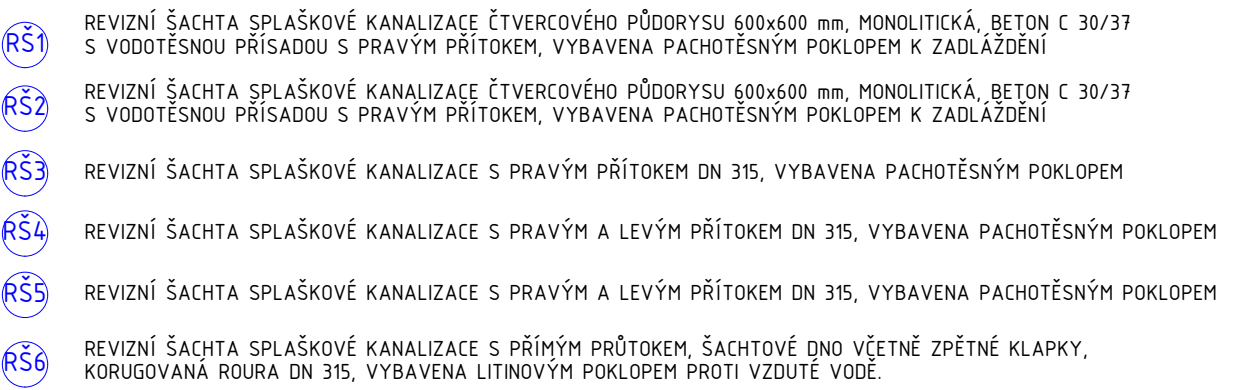 RŠ1 REVIZNÍ ŠACHTA SPLAŠKOVÉ KANALIZACE ČTVERCOVÉHO PŮDORYSU 600x600 mm, MONOLITICKÁ, BETON C 30/37
S VODOTĚSNOU PŘÍSADOU S PRAVÝM PŘÍTOKEM, VYBAVENA PACHOTĚSNÝM POKLOPEM K ZADLÁŽDĚNÍ
RŠ2 REVIZNÍ ŠACHTA SPLAŠKOVÉ KANALIZACE ČTVERCOVÉHO PŮDORYSU 600x600 mm, MONOLITICKÁ, BETON C 30/37
S VODOTĚSNOU PŘÍSADOU S PRAVÝM PŘÍTOKEM, VYBAVENA PACHOTĚSNÝM POKLOPEM K ZADLÁŽDĚNÍ
RŠ3 REVIZNÍ ŠACHTA SPLAŠKOVÉ KANALIZACE S PRAVÝM PŘÍTOKEM DN 315, VYBAVENA PACHOTĚSNÝM POKLOPEM
RŠ4 REVIZNÍ ŠACHTA SPLAŠKOVÉ KANALIZACE S PRAVÝM A LEVÝM PŘÍTOKEM DN 315, VYBAVENA PACHOTĚSNÝM POKLOPEM
RŠ5 REVIZNÍ ŠACHTA SPLAŠKOVÉ KANALIZACE S PRAVÝM A LEVÝM PŘÍTOKEM DN 315, VYBAVENA PACHOTĚSNÝM POKLOPEM
RŠ6 REVIZNÍ ŠACHTA SPLAŠKOVÉ KANALIZACE S PŘÍMÝM PRŮTOKEM, ŠACHTOVÉ DNO VČETNĚ ZPĚTNÉ KLAPKY,
KORUGOVANÁ ROURA DN 315, VYBAVENA LITINOVÝM POKLOPEM PROTI VZDUTÉ VODĚ.